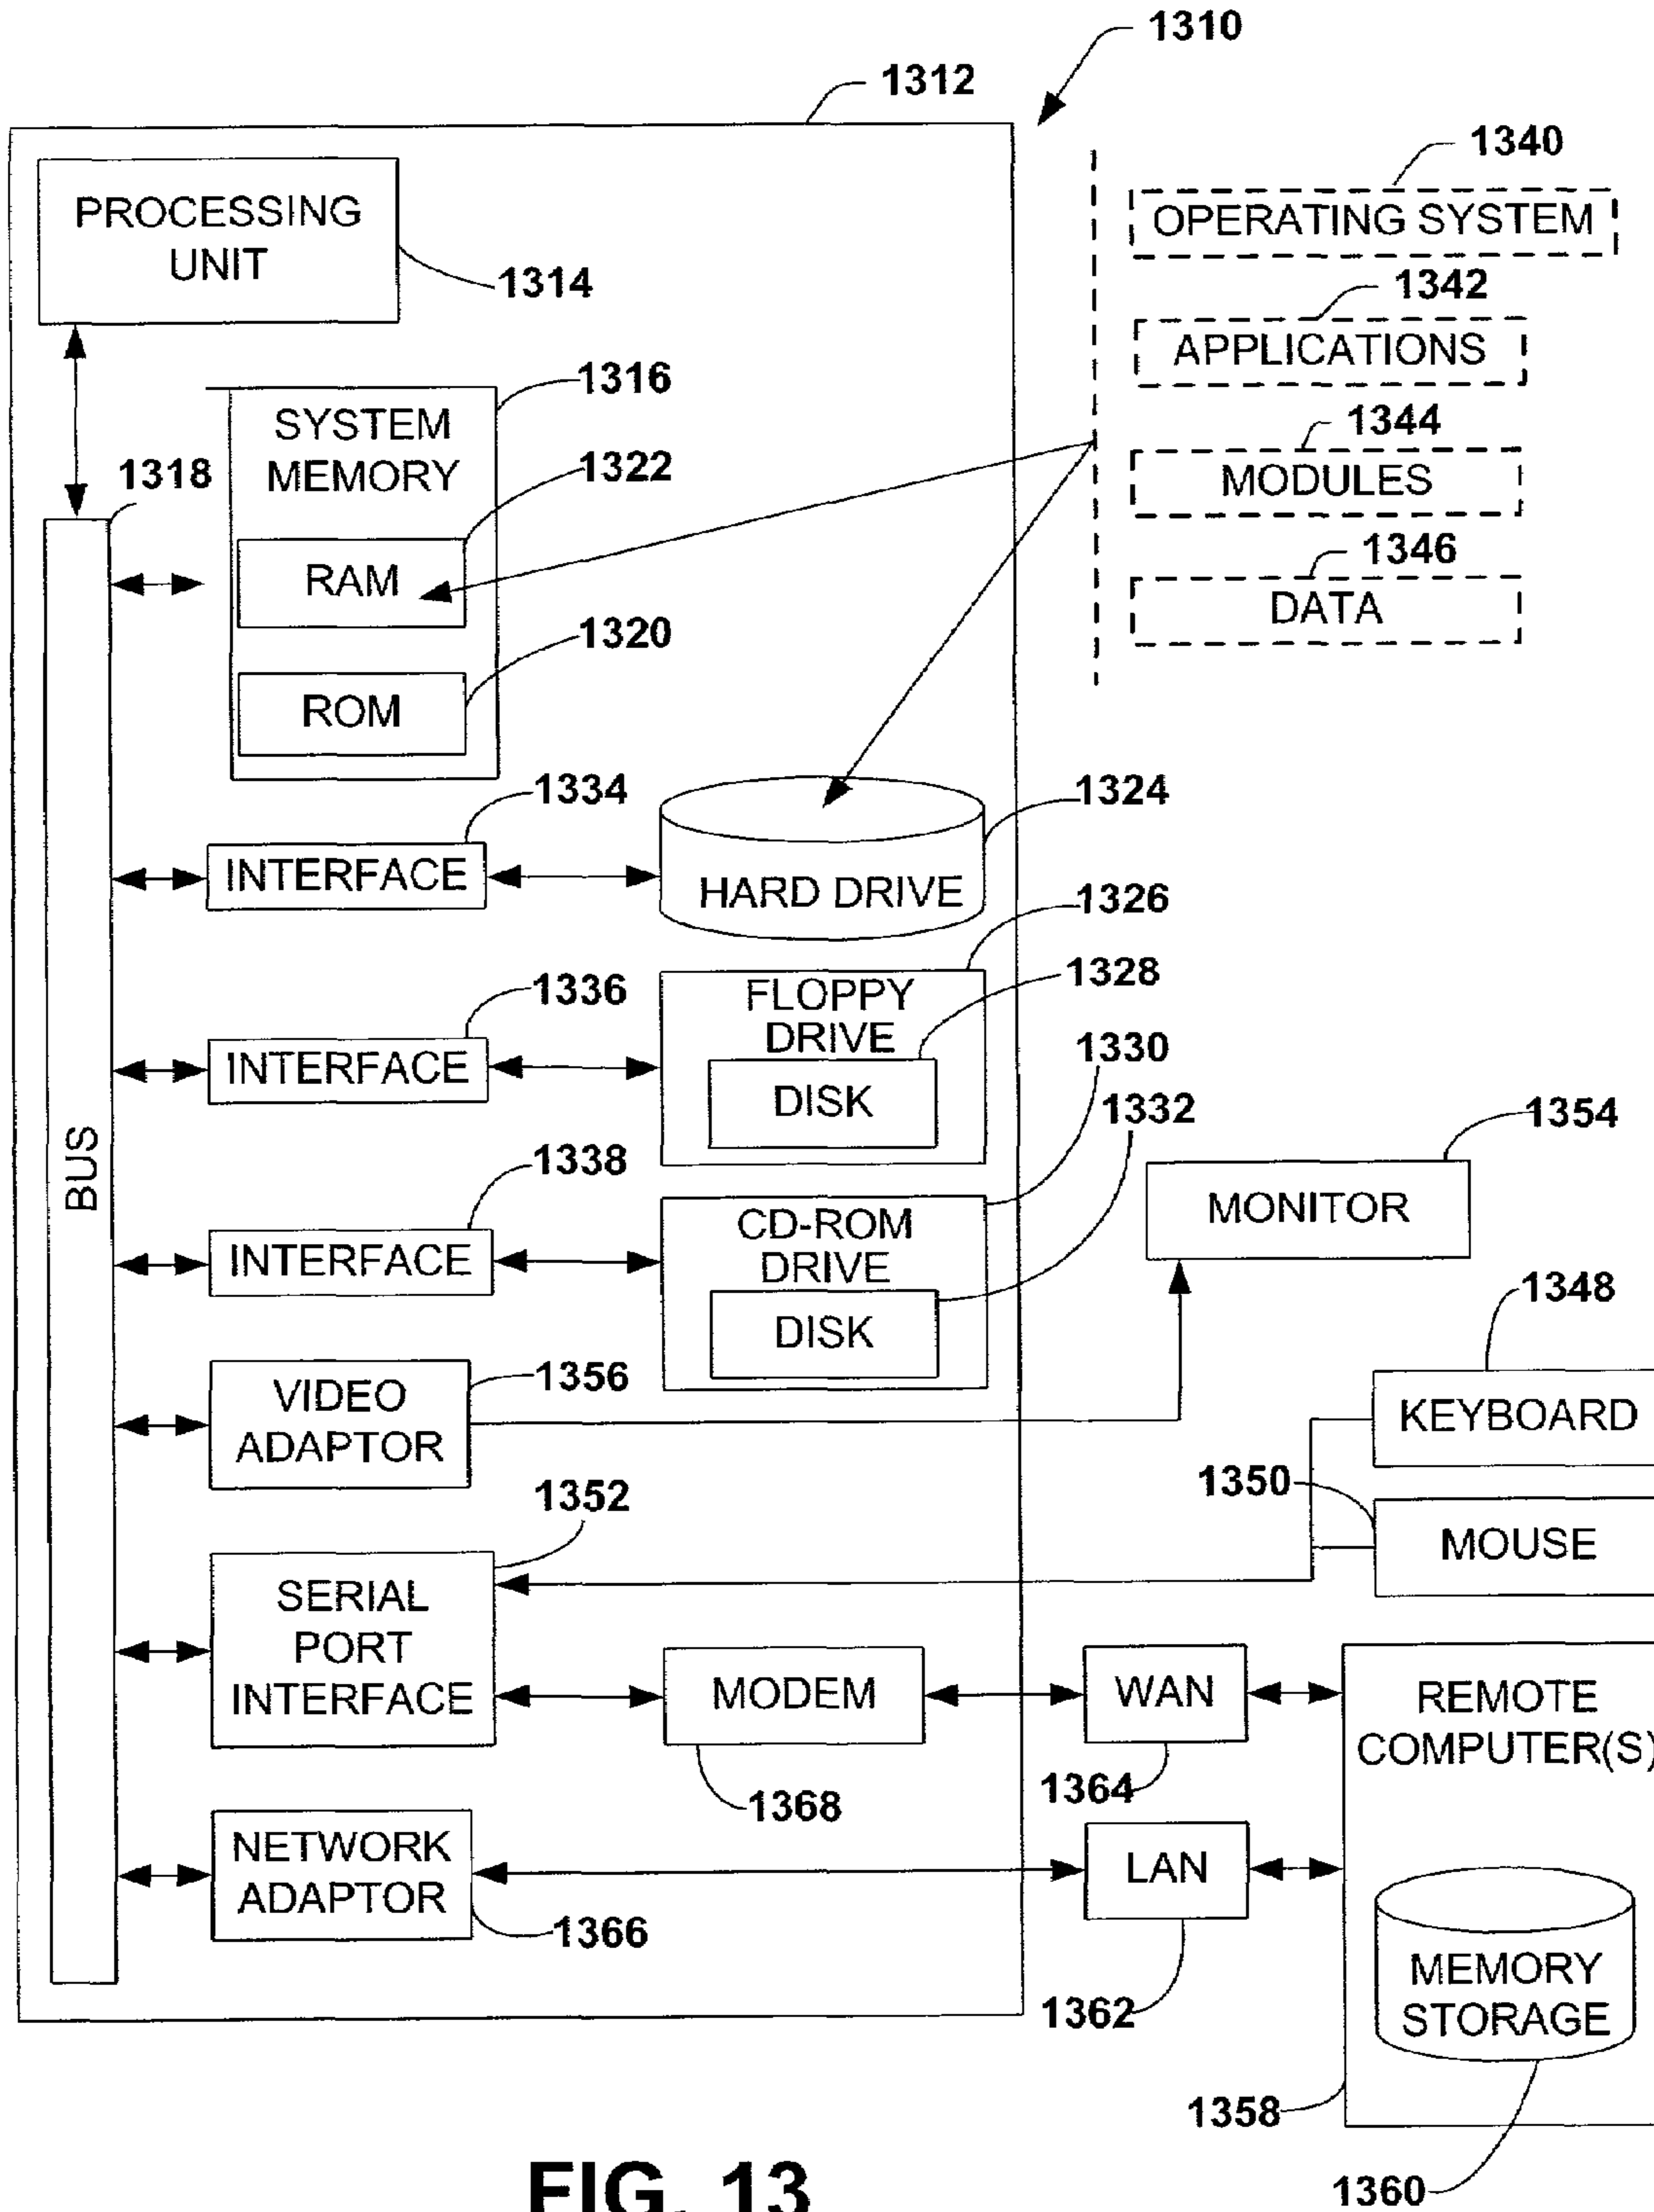 1310
1312
PROCESSING
UNIT
1314
1340
OPERATING SYSTEM
1342
APPLICATIONS
1344
MODULES
1346
DATA
1316
SYSTEM
MEMORY
1322
RAM
1320
ROM
1318
BUS
1334
INTERFACE
1324
HARD DRIVE
1336
INTERFACE
1326
FLOPPY
DRIVE
1328
DISK
1338
INTERFACE
1330
CD-ROM
DRIVE
1332
DISK
1354
MONITOR
1356
VIDEO
ADAPTOR
1348
KEYBOARD
1350
MOUSE
1352
SERIAL
PORT
INTERFACE
MODEM
1368
WAN
1364
REMOTE
COMPUTER(S)
NETWORK
ADAPTOR
1366
LAN
1362
MEMORY
STORAGE
1358
1360
FIG. 13